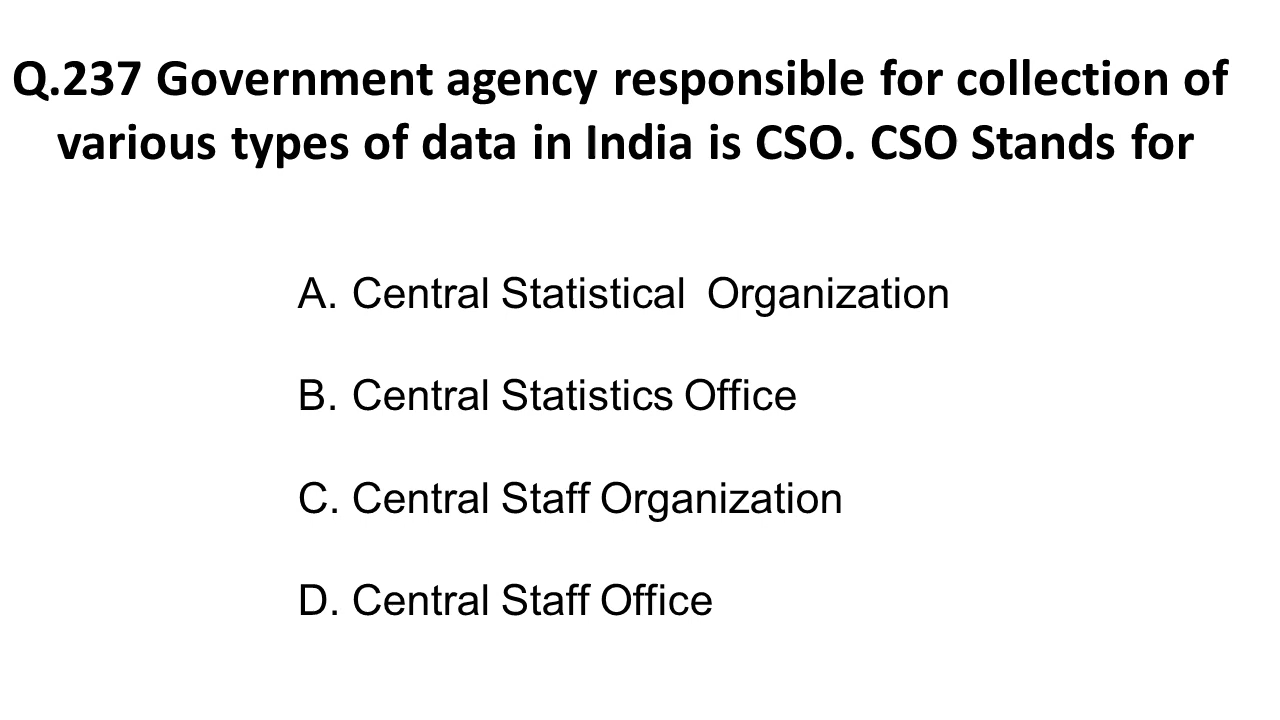 Q.237 Government agency responsible for collection of
various types of data in India is CSO. CSO Stands for
A. Central Statistical  Organization
B. Central Statistics Office
C. Central Staff Organization
D. Central Staff Office